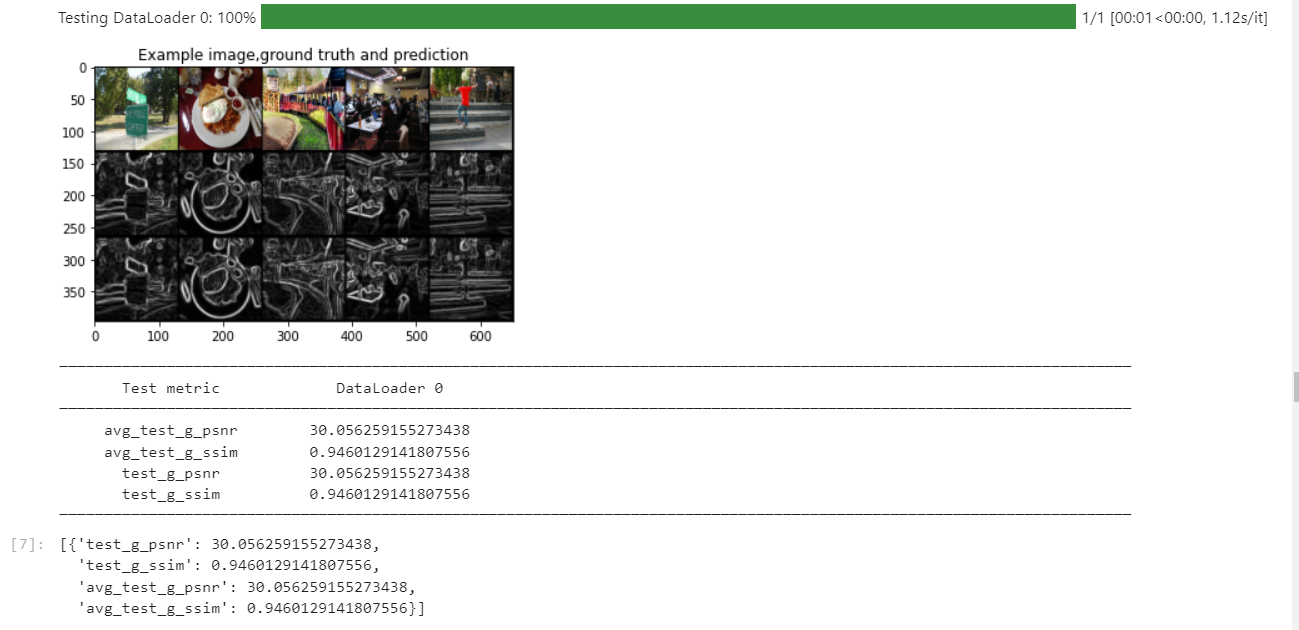 Testing DataLoader 0: 100% 1/1 [00:01<00:00, 1.12s/it]
Example image,ground truth and prediction
0
50
100
150
200
250
300
350
0 100 200 300 400 500 600
Test metric DataLoader 0
avg_test_g_psnr 30.056259155273438
avg_test_g_ssim 0.9460129141807556
test_g_psnr 30.056259155273438
test_g_ssim 0.9460129141807556
[7]: [{'test_g_psnr': 30.056259155273438,
'test_g_ssim': 0.9460129141807556,
'avg_test_g_psnr': 30.056259155273438,
'avg_test_g_ssim': 0.9460129141807556}]